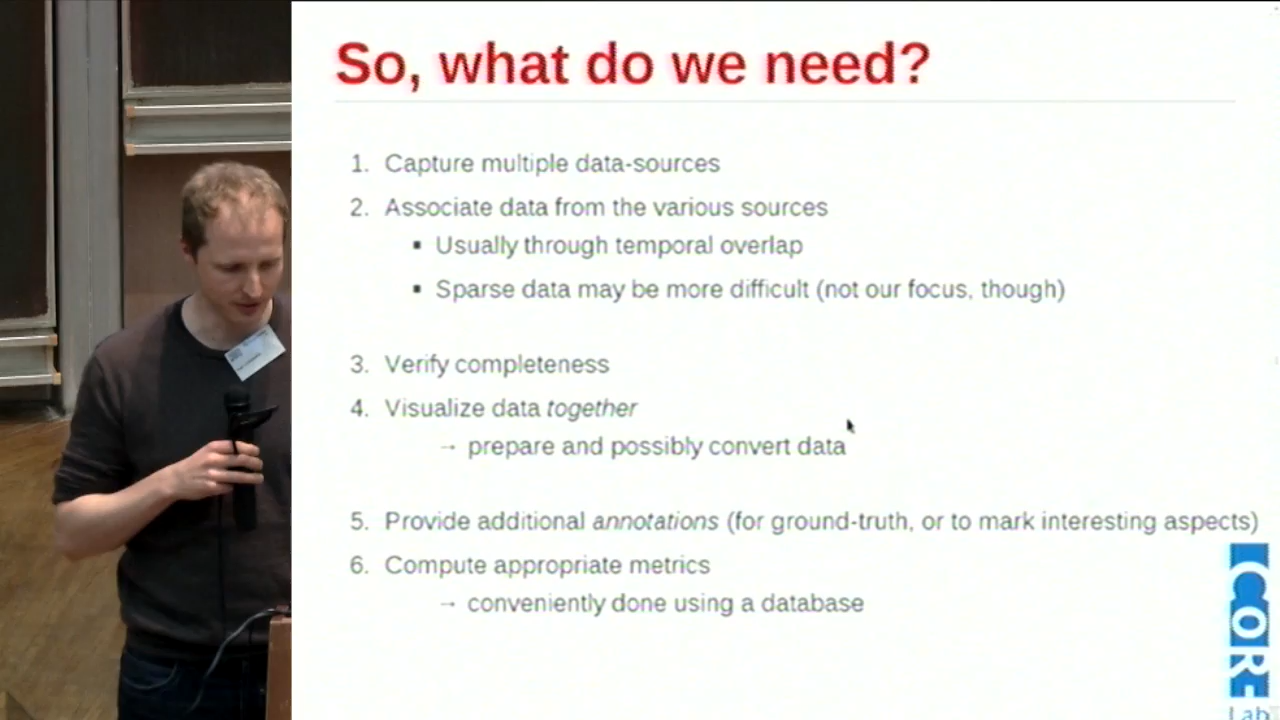 So, what do we need?
1. Capture multiple data-sources
2. Associate data from the various sources
▪ Usually through temporal overlap
▪ Sparse data may be more difficult (not our focus, though)
3. Verify completeness
4. Visualize data together
→ prepare and possibly convert data
5. Provide additional annotations (for ground-truth, or to mark interesting aspects)
6. Compute appropriate metrics
→ conveniently done using a database
COR
Lab